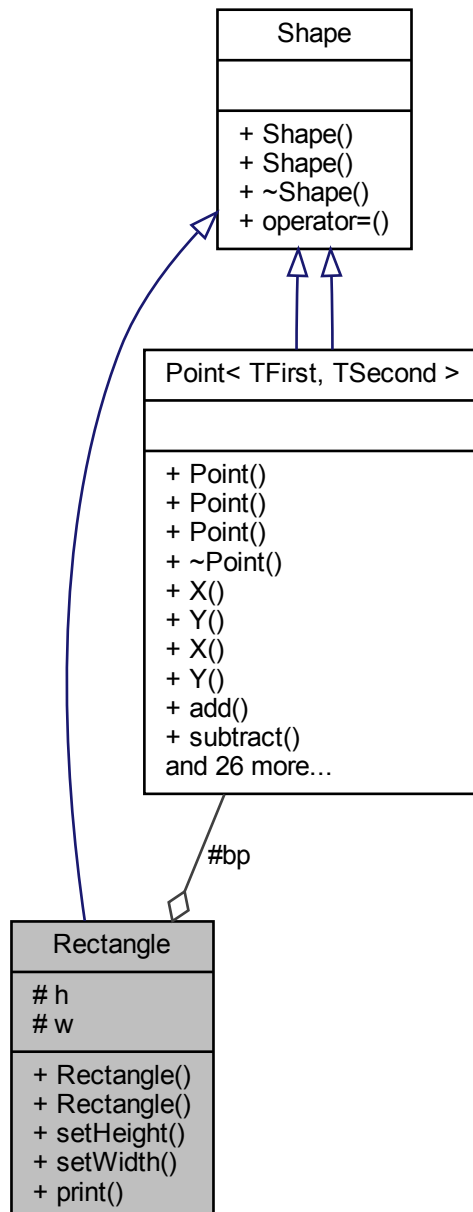 Shape
+ Shape()
+ Shape()
+ ~Shape()
+ operator=()
Point< TFirst, TSecond >
+ Point()
+ Point()
+ Point()
+ ~Point()
+ X()
+ Y()
+ X()
+ Y()
+ add()
+ subtract()
and 26 more...
#bp
Rectangle
# h
# w
+ Rectangle()
+ Rectangle()
+ setHeight()
+ setWidth()
+ print()